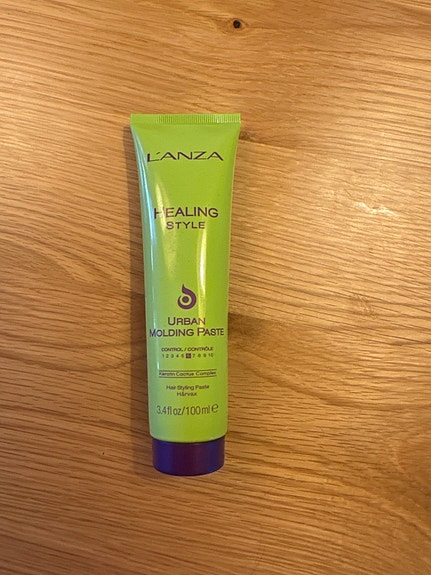 L'ANZA
HEALING
STYLE
URBAN
MOLDING PASTE
CONTROL / CONTRÔLE
1 2 3 4 5 6 7 8 9 10
Keratin Cactus Complex
Hair Styling Paste
Hårvax
3.4 fl oz/100 ml e